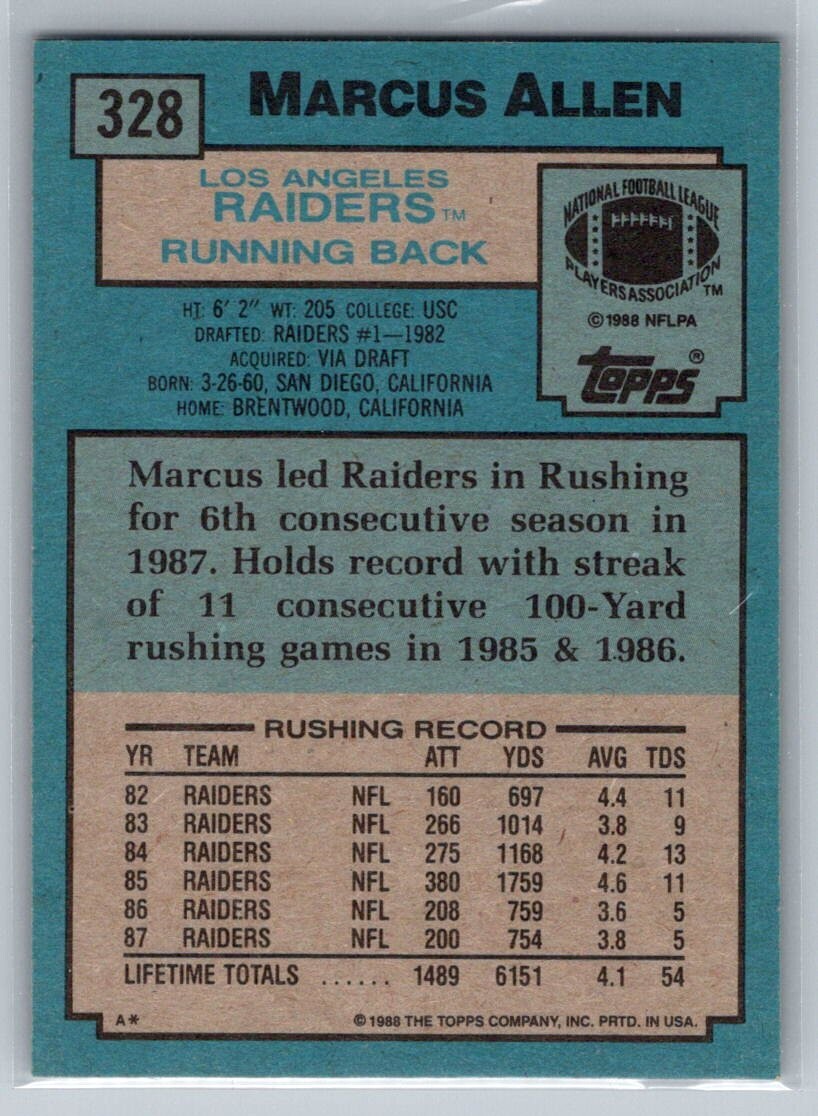 328
MARCUS ALLEN
LOS ANGELES
RAIDERS™
RUNNING BACK
NATIONAL FOOTBALL LEAGUE
PLAYERS ASSOCIATION™
©1988 NFLPA
topps®
HT: 6' 2" WT: 205 COLLEGE: USC
DRAFTED: RAIDERS #1—1982
ACQUIRED: VIA DRAFT
BORN: 3-26-60, SAN DIEGO, CALIFORNIA
HOME: BRENTWOOD, CALIFORNIA
Marcus led Raiders in Rushing
for 6th consecutive season in
1987. Holds record with streak
of 11 consecutive 100-Yard
rushing games in 1985 & 1986.
RUSHING RECORD
YR TEAM ATT YDS AVG TDS
82 RAIDERS NFL 160 697 4.4 11
83 RAIDERS NFL 266 1014 3.8 9
84 RAIDERS NFL 275 1168 4.2 13
85 RAIDERS NFL 380 1759 4.6 11
86 RAIDERS NFL 208 759 3.6 5
87 RAIDERS NFL 200 754 3.8 5
LIFETIME TOTALS ...... 1489 6151 4.1 54
A* ©1988 THE TOPPS COMPANY, INC. PRTD. IN USA.